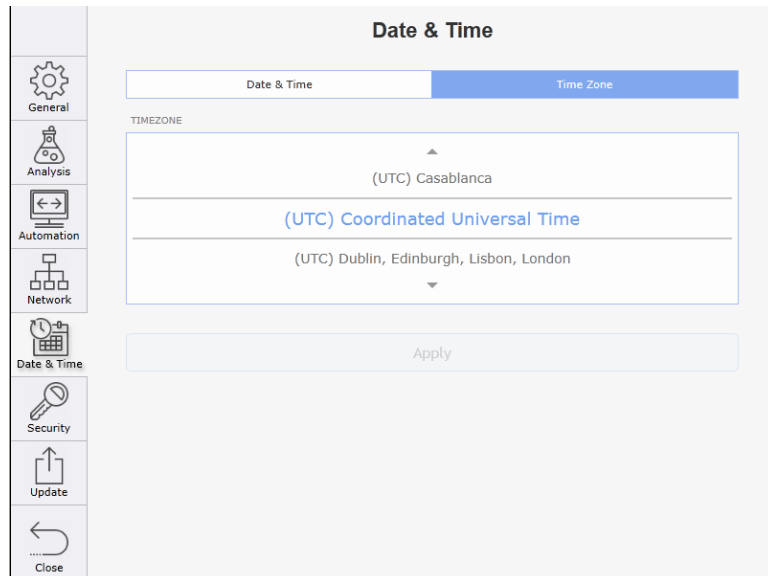 Date & Time
General
Analysis
Automation
Network
Date & Time
Security
Update
Close
Date & Time
Time Zone
TIMEZONE
(UTC) Casablanca
(UTC) Coordinated Universal Time
(UTC) Dublin, Edinburgh, Lisbon, London
Apply